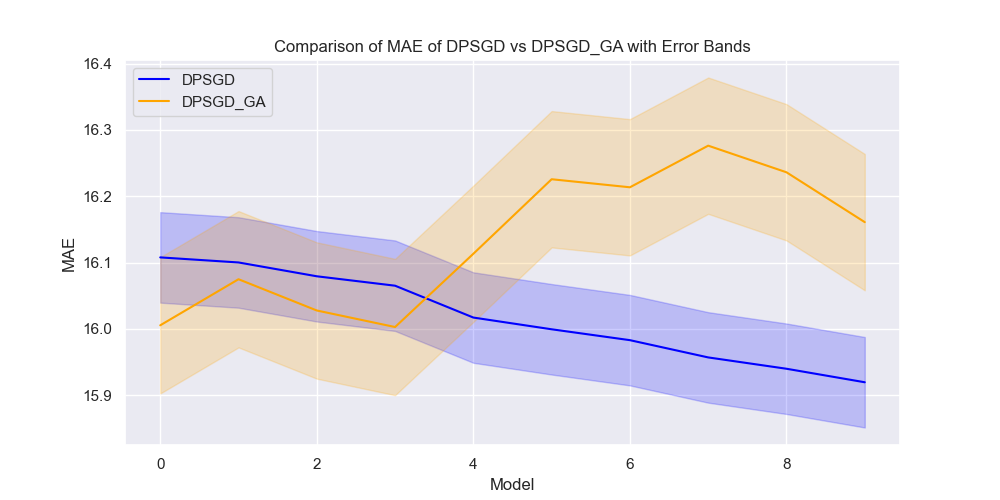 Comparison of MAE of DPSGD vs DPSGD_GA with Error Bands
DPSGD
DPSGD_GA
16.4
16.3
16.2
16.1
16.0
15.9
MAE
0 2 4 6 8
Model